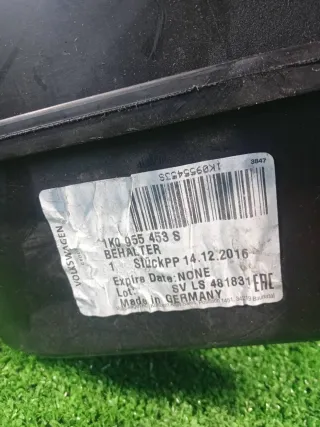 3847
1K0955453S
VOLKSWAGEN
1K0 955 453 S
BEHALTER
1 Stück PP 14.12.2016
Expire Date: NONE
Lot: SV LS 481831
Made in GERMANY
EAC